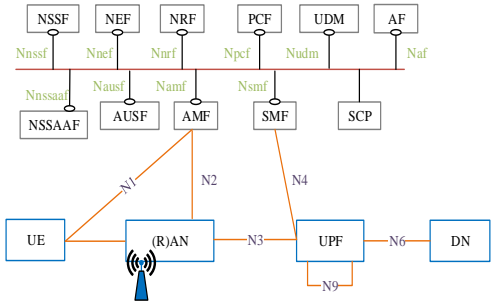 NSSF NEF NRF PCF UDM AF
Nnssf Nnef Nnrf Npcf Nudm Naf
Nnssaaf Nausf Namf Nsmf
NSSAAF AUSF AMF SMF SCP
N1 N2 N4
UE (R)AN N3 UPF N6 DN
N9